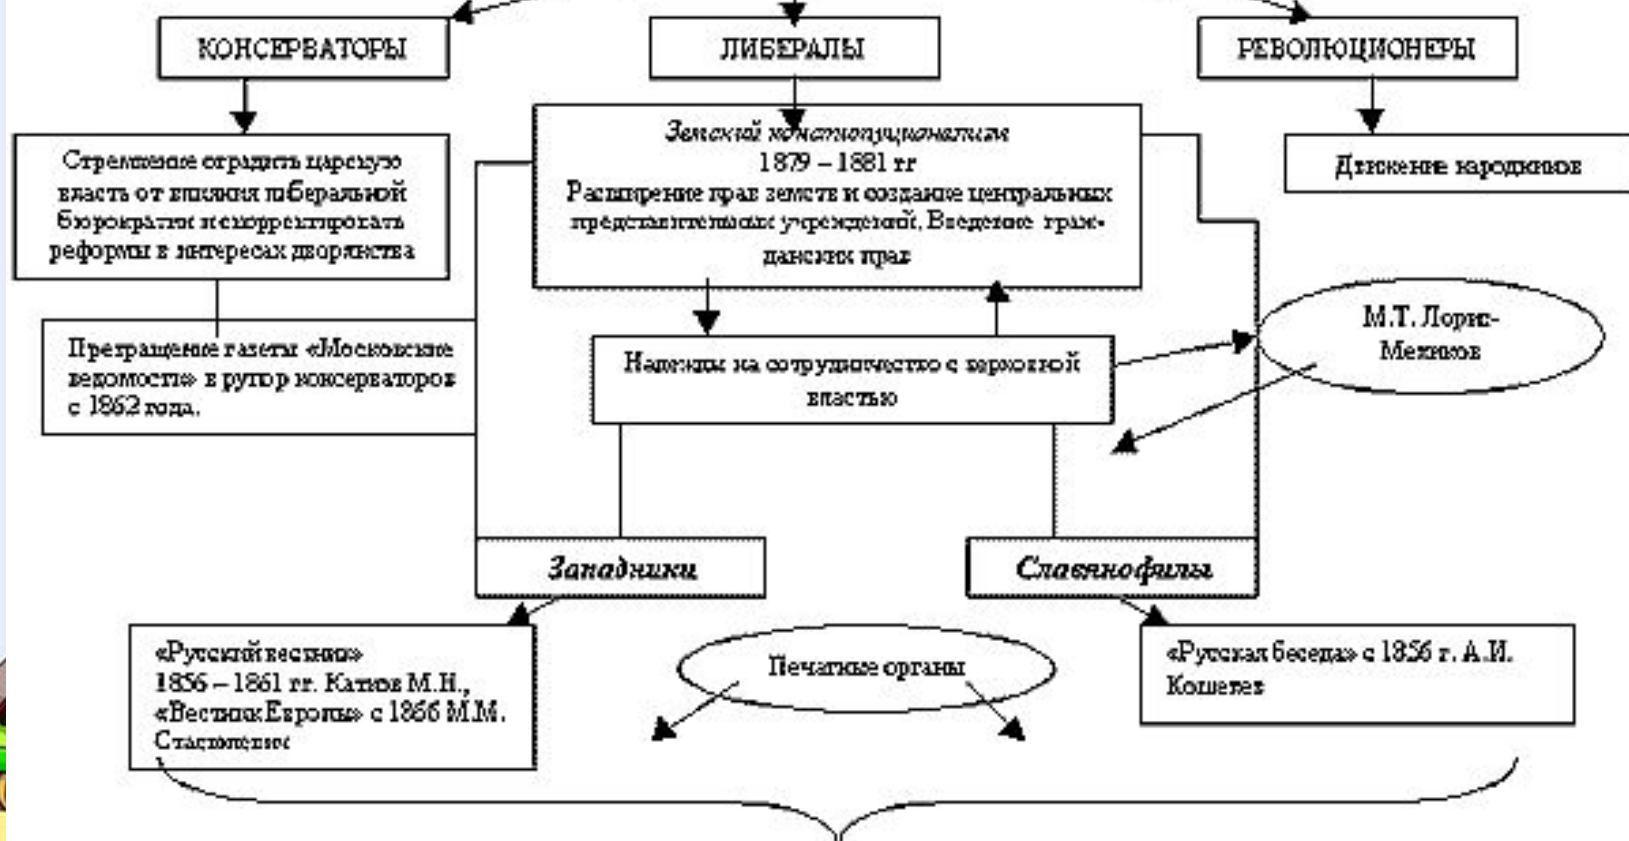 КОНСЕРВАТОРЫ
ЛИБЕРАЛЫ
РЕВОЛЮЦИОНЕРЫ
Стремление оградить царскую
власть от влияния либеральной
бюрократии и скорректировать
реформы в интересах дворянства
Земский конституционализм
1879 – 1881 гг
Расширение прав земств и создание центральных
представительных учреждений. Введение граж-
данских прав
Движение народников
Превращение газеты «Московские
ведомости» в рупор консерваторов
с 1862 года.
Надежды на сотрудничество с верховной
властью
М.Т. Лорис-
Меликов
Западники
Славянофилы
«Русский вестник»
1856 – 1861 гг. Катков М.Н.,
«Вестник Европы» с 1866 М.М.
Стасюлевич
Печатные органы
«Русская беседа» с 1856 г. А.И.
Кошелев